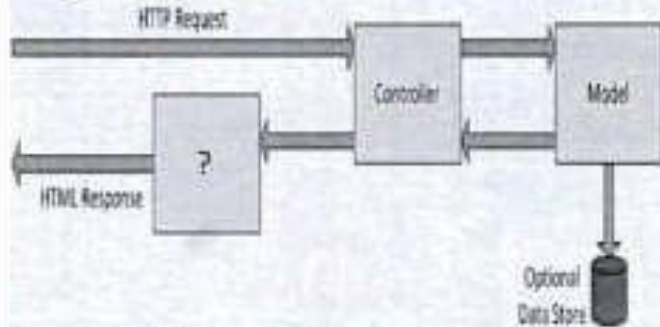 HTTP Request
Controller
Model
?
HTML Response
Optional
Data Store